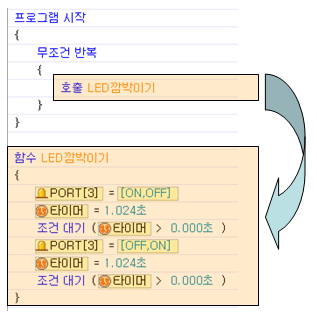 프로그램 시작
{
무조건 반복
{
호출 LED깜박이기
}
}
함수 LED깜박이기
{
PORT[3] = [ON,OFF]
타이머 = 1.024초
조건 대기 ( 타이머 > 0.000초 )
PORT[3] = [OFF,ON]
타이머 = 1.024초
조건 대기 ( 타이머 > 0.000초 )
}